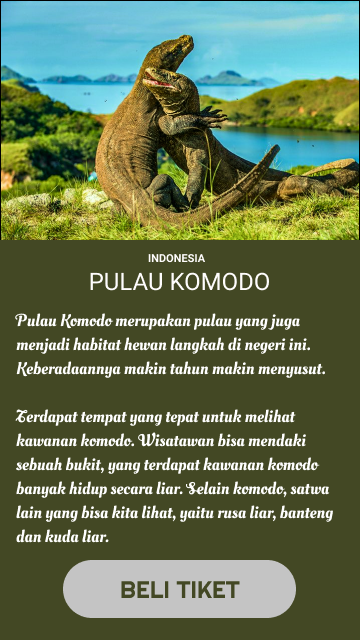 INDONESIA
PULAU KOMODO
Pulau Komodo merupakan pulau yang juga
menjadi habitat hewan langkah di negeri ini.
Keberadaannya makin tahun makin menyusut.
Terdapat tempat yang tepat untuk melihat
kawanan komodo. Wisatawan bisa mendaki
sebuah bukit, yang terdapat kawanan komodo
banyak hidup secara liar. Selain komodo, satwa
lain yang bisa kita lihat, yaitu rusa liar, banteng
dan kuda liar.
BELI TIKET